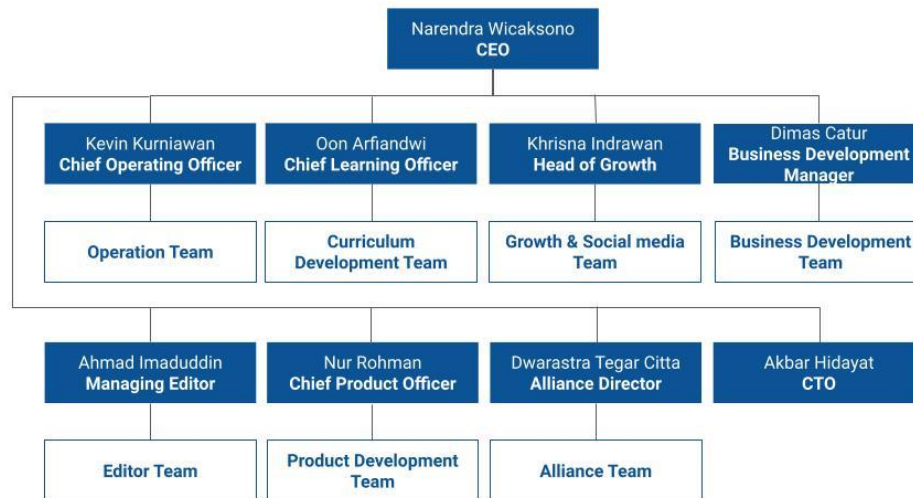 Narendra Wicaksono
CEO
Kevin Kurniawan
Chief Operating Officer
Oon Arfiandwi
Chief Learning Officer
Khrisna Indrawan
Head of Growth
Dimas Catur
Business Development
Manager
Operation Team
Curriculum
Development Team
Growth & Social media
Team
Business Development
Team
Ahmad Imaduddin
Managing Editor
Nur Rohman
Chief Product Officer
Dwarastra Tegar Citta
Alliance Director
Akbar Hidayat
CTO
Editor Team
Product Development
Team
Alliance Team